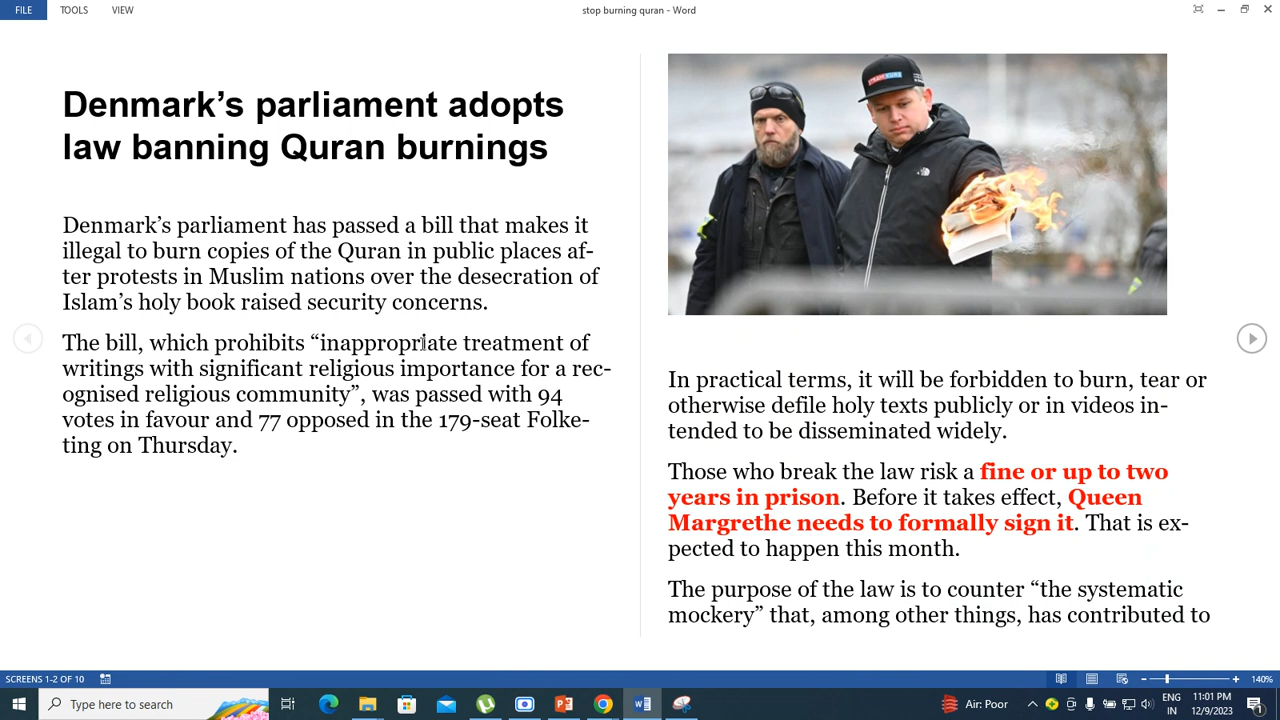 FILE TOOLS VIEW
stop burning quran - Word
Denmark’s parliament adopts
law banning Quran burnings
Denmark’s parliament has passed a bill that makes it
illegal to burn copies of the Quran in public places af-
ter protests in Muslim nations over the desecration of
Islam’s holy book raised security concerns.
The bill, which prohibits “inappropriate treatment of
writings with significant religious importance for a rec-
ognised religious community”, was passed with 94
votes in favour and 77 opposed in the 179-seat Folke-
ting on Thursday.
In practical terms, it will be forbidden to burn, tear or
otherwise defile holy texts publicly or in videos in-
tended to be disseminated widely.
Those who break the law risk a fine or up to two
years in prison. Before it takes effect, Queen
Margrethe needs to formally sign it. That is ex-
pected to happen this month.
The purpose of the law is to counter “the systematic
mockery” that, among other things, has contributed to
SCREENS 1-2 OF 10
140%
Type here to search
Air: Poor
ENG
IN
11:01 PM
12/9/2023